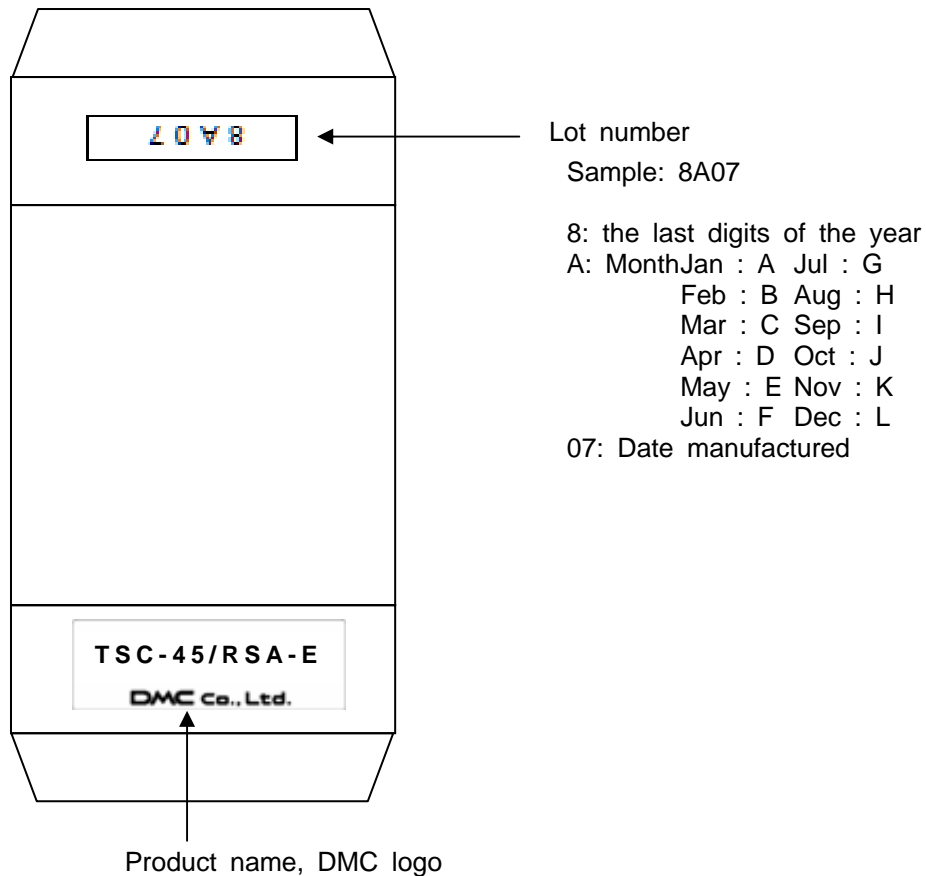 8A07
Lot number
Sample: 8A07
8: the last digits of the year
A: MonthJan : A Jul : G
Feb : B Aug : H
Mar : C Sep : I
Apr : D Oct : J
May : E Nov : K
Jun : F Dec : L
07: Date manufactured
TSC-45/RSA-E
DMC Co., Ltd.
Product name, DMC logo